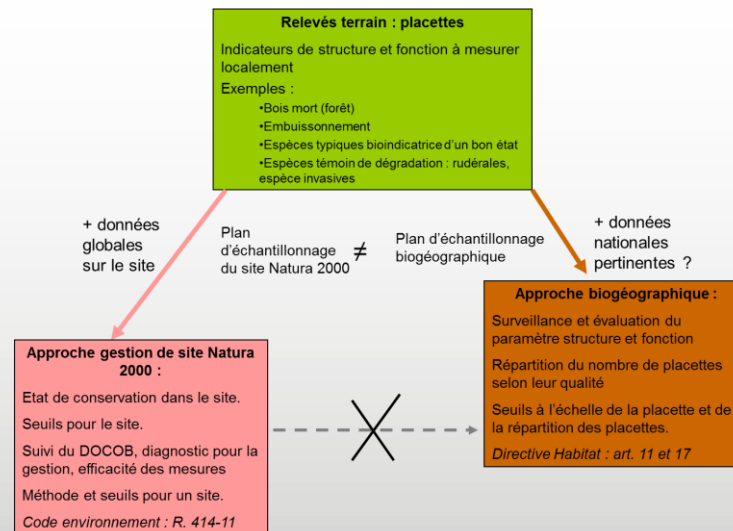 Relevés terrain : placettes
Indicateurs de structure et fonction à mesurer
localement
Exemples :
•Bois mort (forêt)
•Embuissonnement
•Espèces typiques bioindicatrice d'un bon état
•Espèces témoin de dégradation : rudérales,
espèce invasives
+ données
globales
sur le site
Plan
d'échantillonnage
du site Natura 2000
≠
Plan d'échantillonnage
biogéographique
+ données
nationales
pertinentes ?
Approche gestion de site Natura
2000 :
Etat de conservation dans le site.
Seuils pour le site.
Suivi du DOCOB, diagnostic pour la
gestion, efficacité des mesures
Méthode et seuils pour un site.
Code environnement : R. 414-11
Approche biogéographique :
Surveillance et évaluation du
paramètre structure et fonction
Répartition du nombre de placettes
selon leur qualité
Seuils à l'échelle de la placette et de
la répartition des placettes.
Directive Habitat : art. 11 et 17